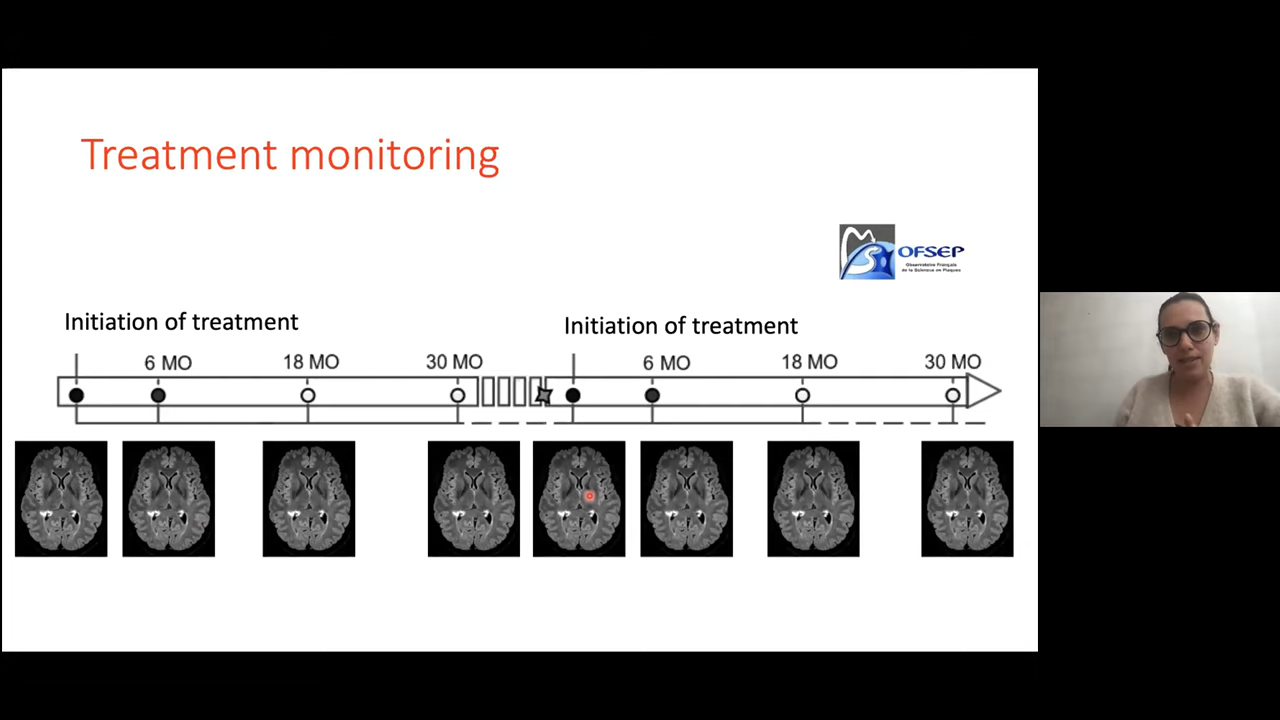 Treatment monitoring
OFSEP
Observatoire Français
de la Sclérose en Plaques
Initiation of treatment
Initiation of treatment
6 MO
18 MO
30 MO
6 MO
18 MO
30 MO